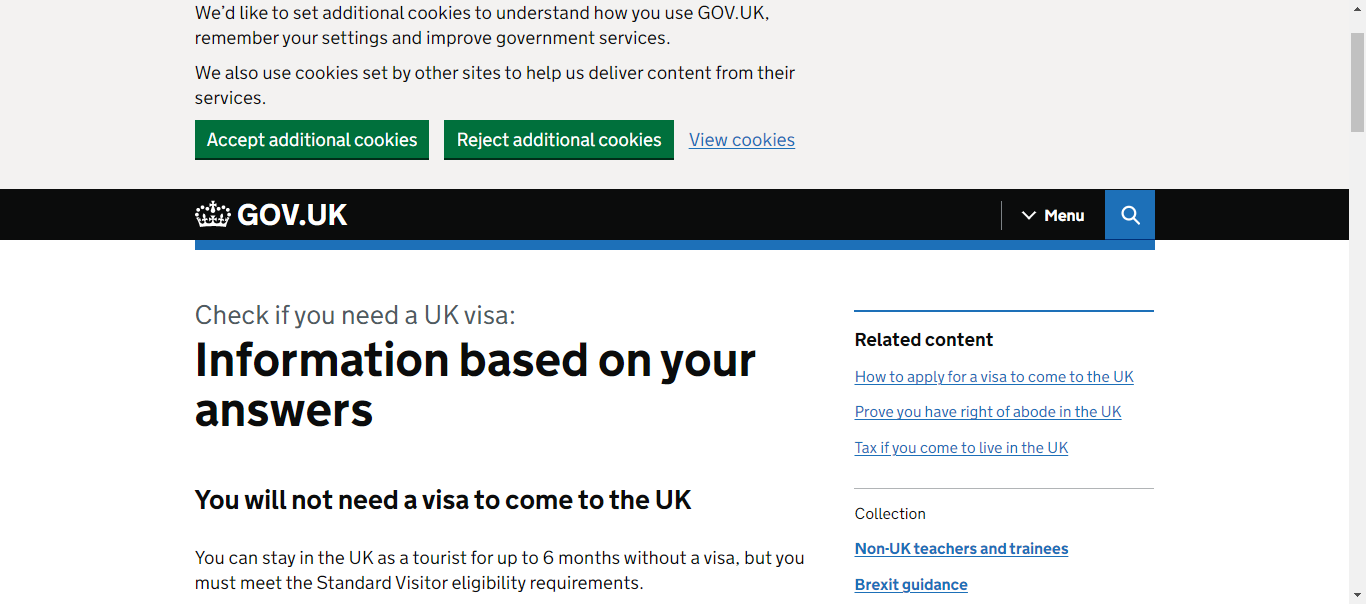 We'd like to set additional cookies to understand how you use GOV.UK,
remember your settings and improve government services.
We also use cookies set by other sites to help us deliver content from their
services.
Accept additional cookies
Reject additional cookies
View cookies
GOV.UK
Menu
Check if you need a UK visa:
Information based on your
answers
You will not need a visa to come to the UK
You can stay in the UK as a tourist for up to 6 months without a visa, but you
must meet the Standard Visitor eligibility requirements.
Related content
How to apply for a visa to come to the UK
Prove you have right of abode in the UK
Tax if you come to live in the UK
Collection
Non-UK teachers and trainees
Brexit guidance